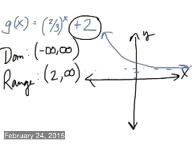 g(x) = (2/3)^x + 2
Dom: (-∞,∞)
Range: (2,∞)
y
x
February 24, 2015